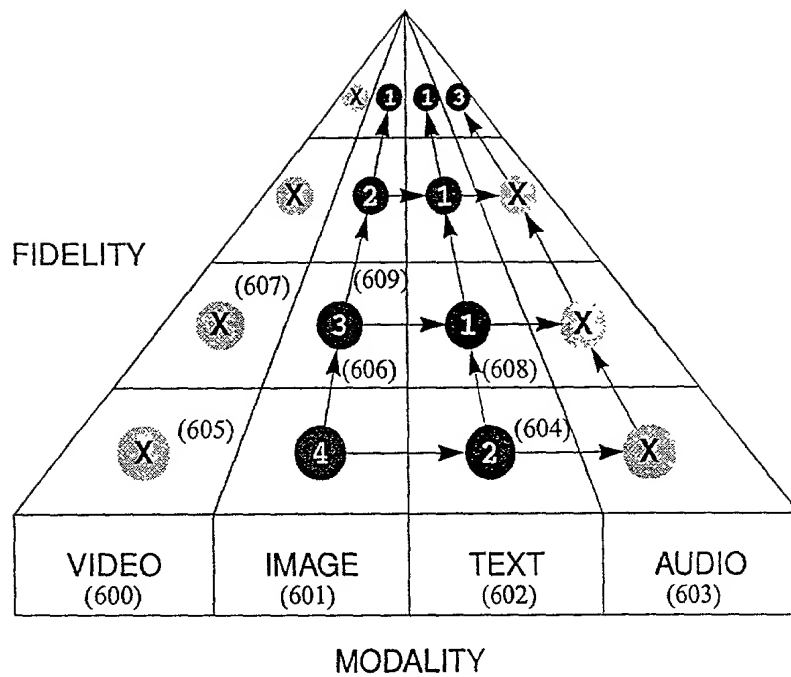 X 1 1 3
X 2 1 X
FIDELITY
(607) (609)
X 3 1 X
(606) (608)
(605) (604)
X 4 2 X
VIDEO IMAGE TEXT AUDIO
(600) (601) (602) (603)
MODALITY